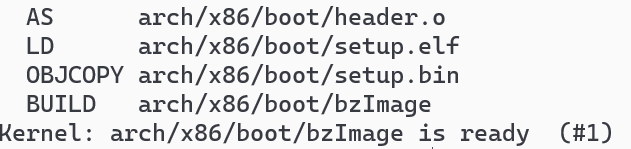 AS      arch/x86/boot/header.o
LD      arch/x86/boot/setup.elf
OBJCOPY arch/x86/boot/setup.bin
BUILD   arch/x86/boot/bzImage
Kernel: arch/x86/boot/bzImage is ready  (#1)